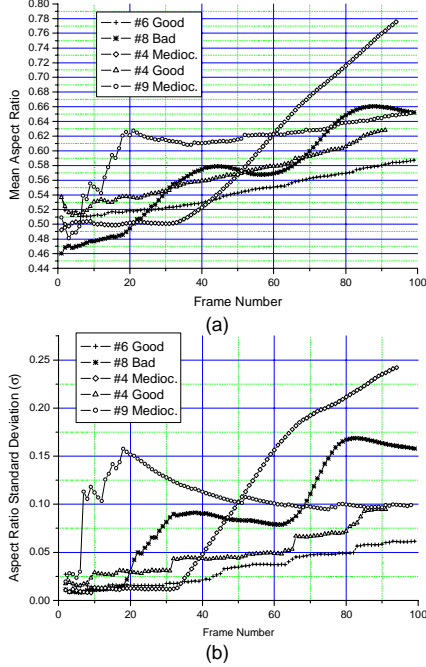 0.80
0.78
0.76
0.74
0.72
0.70
0.68
0.66
0.64
0.62
0.60
0.58
0.56
0.54
0.52
0.50
0.48
0.46
0.44
Mean Aspect Ratio
#6 Good
#8 Bad
#4 Medioc.
#4 Good
#9 Medioc.
0 20 40 60 80 100
Frame Number
(a)
0.25
0.20
0.15
0.10
0.05
0.00
Aspect Ratio Standard Deviation (σ)
#6 Good
#8 Bad
#4 Medioc.
#4 Good
#9 Medioc.
0 20 40 60 80 100
Frame Number
(b)